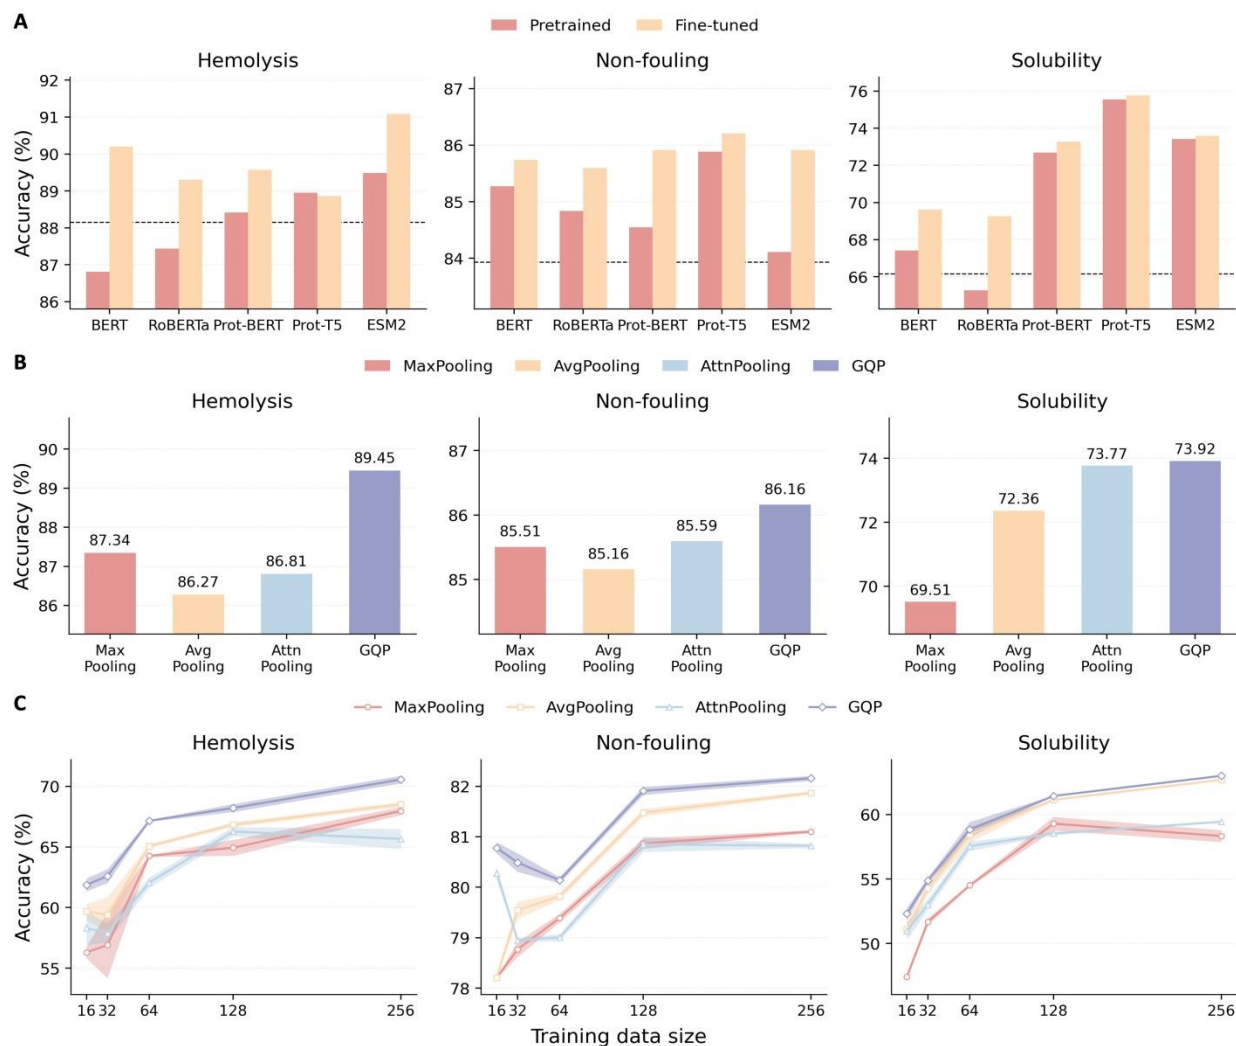 A
Pretrained Fine-tuned
Hemolysis Non-fouling Solubility
Accuracy (%)
92
91
90
89
88
87
86
BERT RoBERTa Prot-BERT Prot-T5 ESM2
87
86
85
84
BERT RoBERTa Prot-BERT Prot-T5 ESM2
76
74
72
70
68
66
BERT RoBERTa Prot-BERT Prot-T5 ESM2
B
MaxPooling AvgPooling AttnPooling GQP
Hemolysis Non-fouling Solubility
Accuracy (%)
90
89
88
87
86
87.34
86.27
86.81
89.45
Max Pooling
Avg Pooling
Attn Pooling
GQP
87
86
85
85.51
85.16
85.59
86.16
Max Pooling
Avg Pooling
Attn Pooling
GQP
74
72
70
69.51
72.36
73.77
73.92
Max Pooling
Avg Pooling
Attn Pooling
GQP
C
MaxPooling AvgPooling AttnPooling GQP
Hemolysis Non-fouling Solubility
Accuracy (%)
70
65
60
55
16 32 64 128 256
82
81
80
79
78
16 32 64 128 256
60
55
50
16 32 64 128 256
Training data size